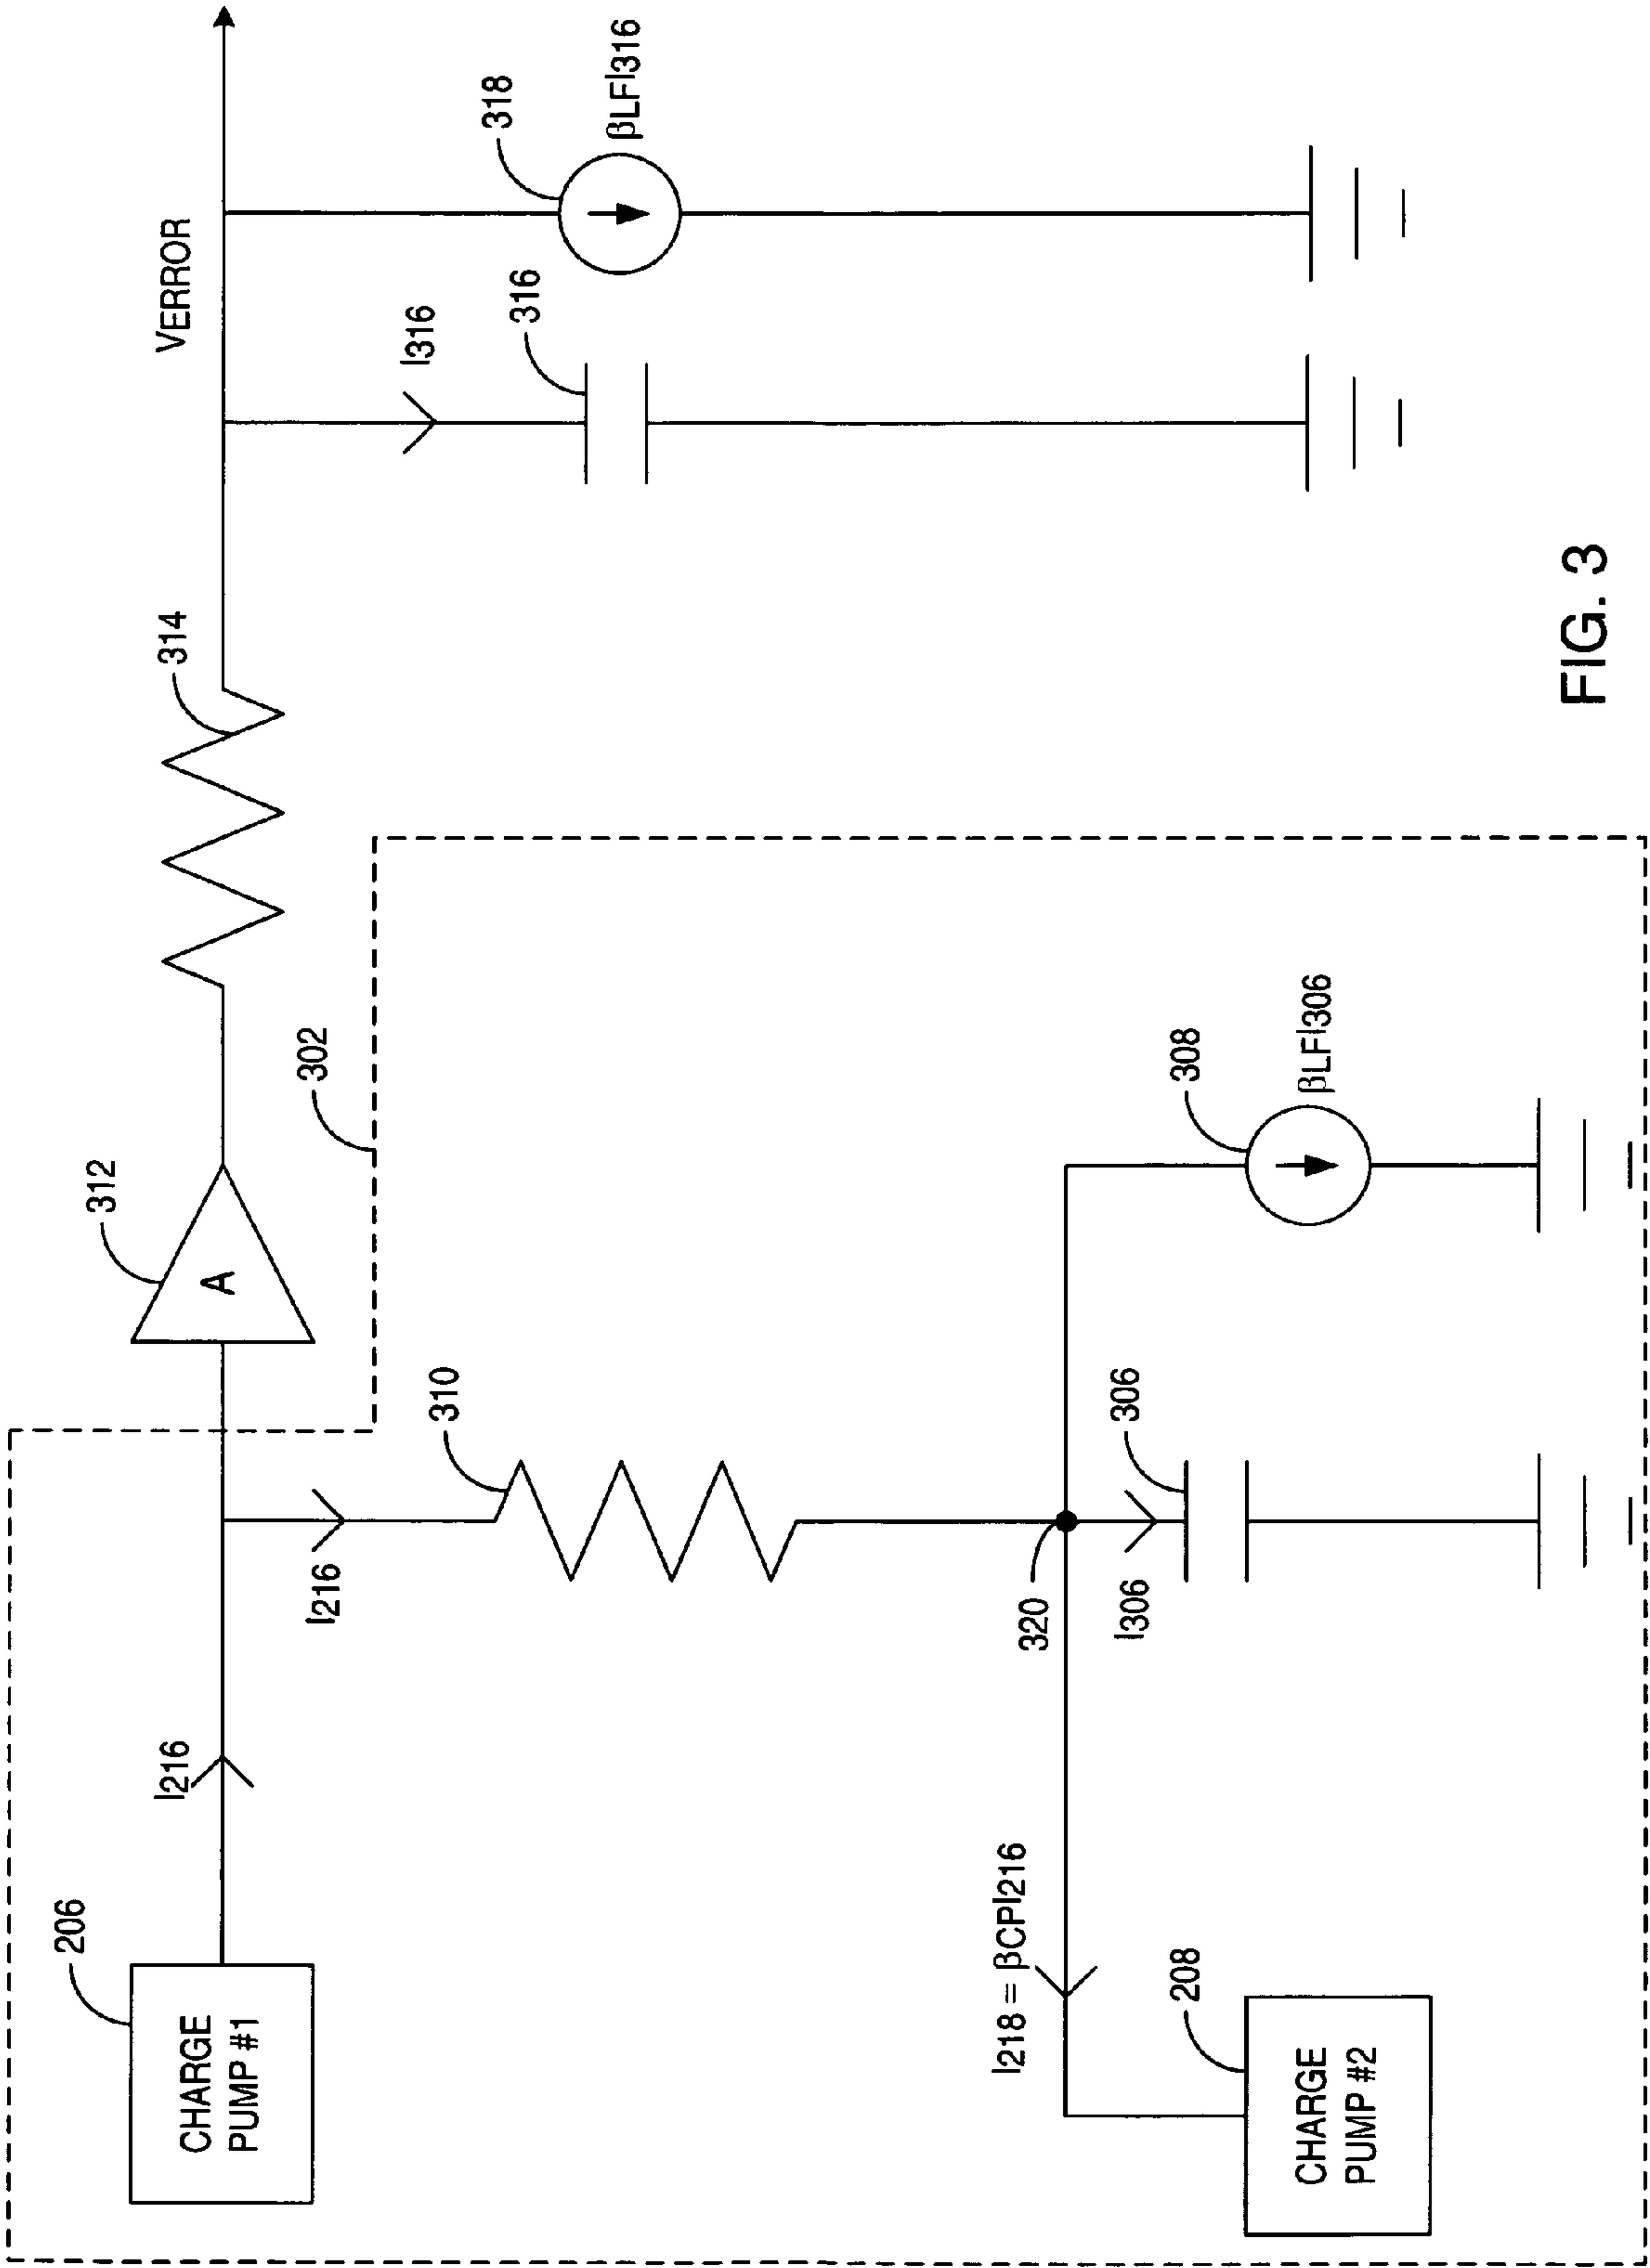 206
CHARGE
PUMP #1
I216
I216
312
A
302
310
314
VERROR
I316
316
318
βLFI316
320
I306
306
308
βLFI306
I218 = βCPI216
208
CHARGE
PUMP #2
FIG. 3